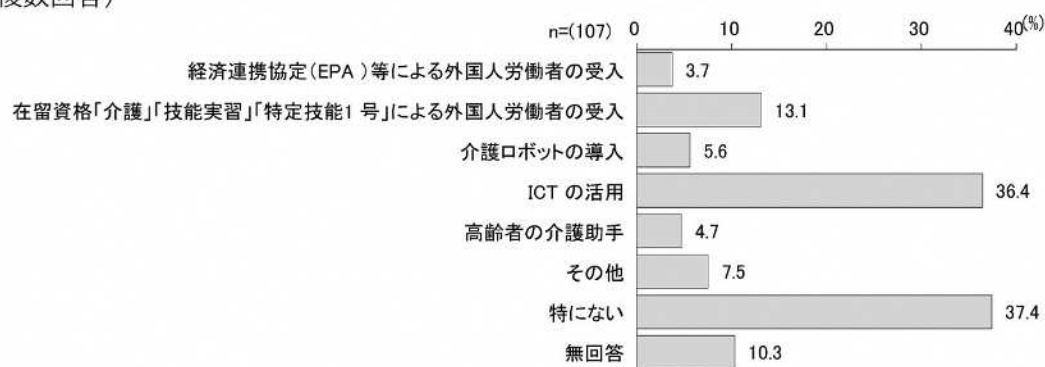 複数回答)
n=(107) 0 10 20 30 40(%)
経済連携協定(EPA )等による外国人労働者の受入 3.7
在留資格「介護」「技能実習」「特定技能1 号」による外国人労働者の受入 13.1
介護ロボットの導入 5.6
ICT の活用 36.4
高齢者の介護助手 4.7
その他 7.5
特にない 37.4
無回答 10.3